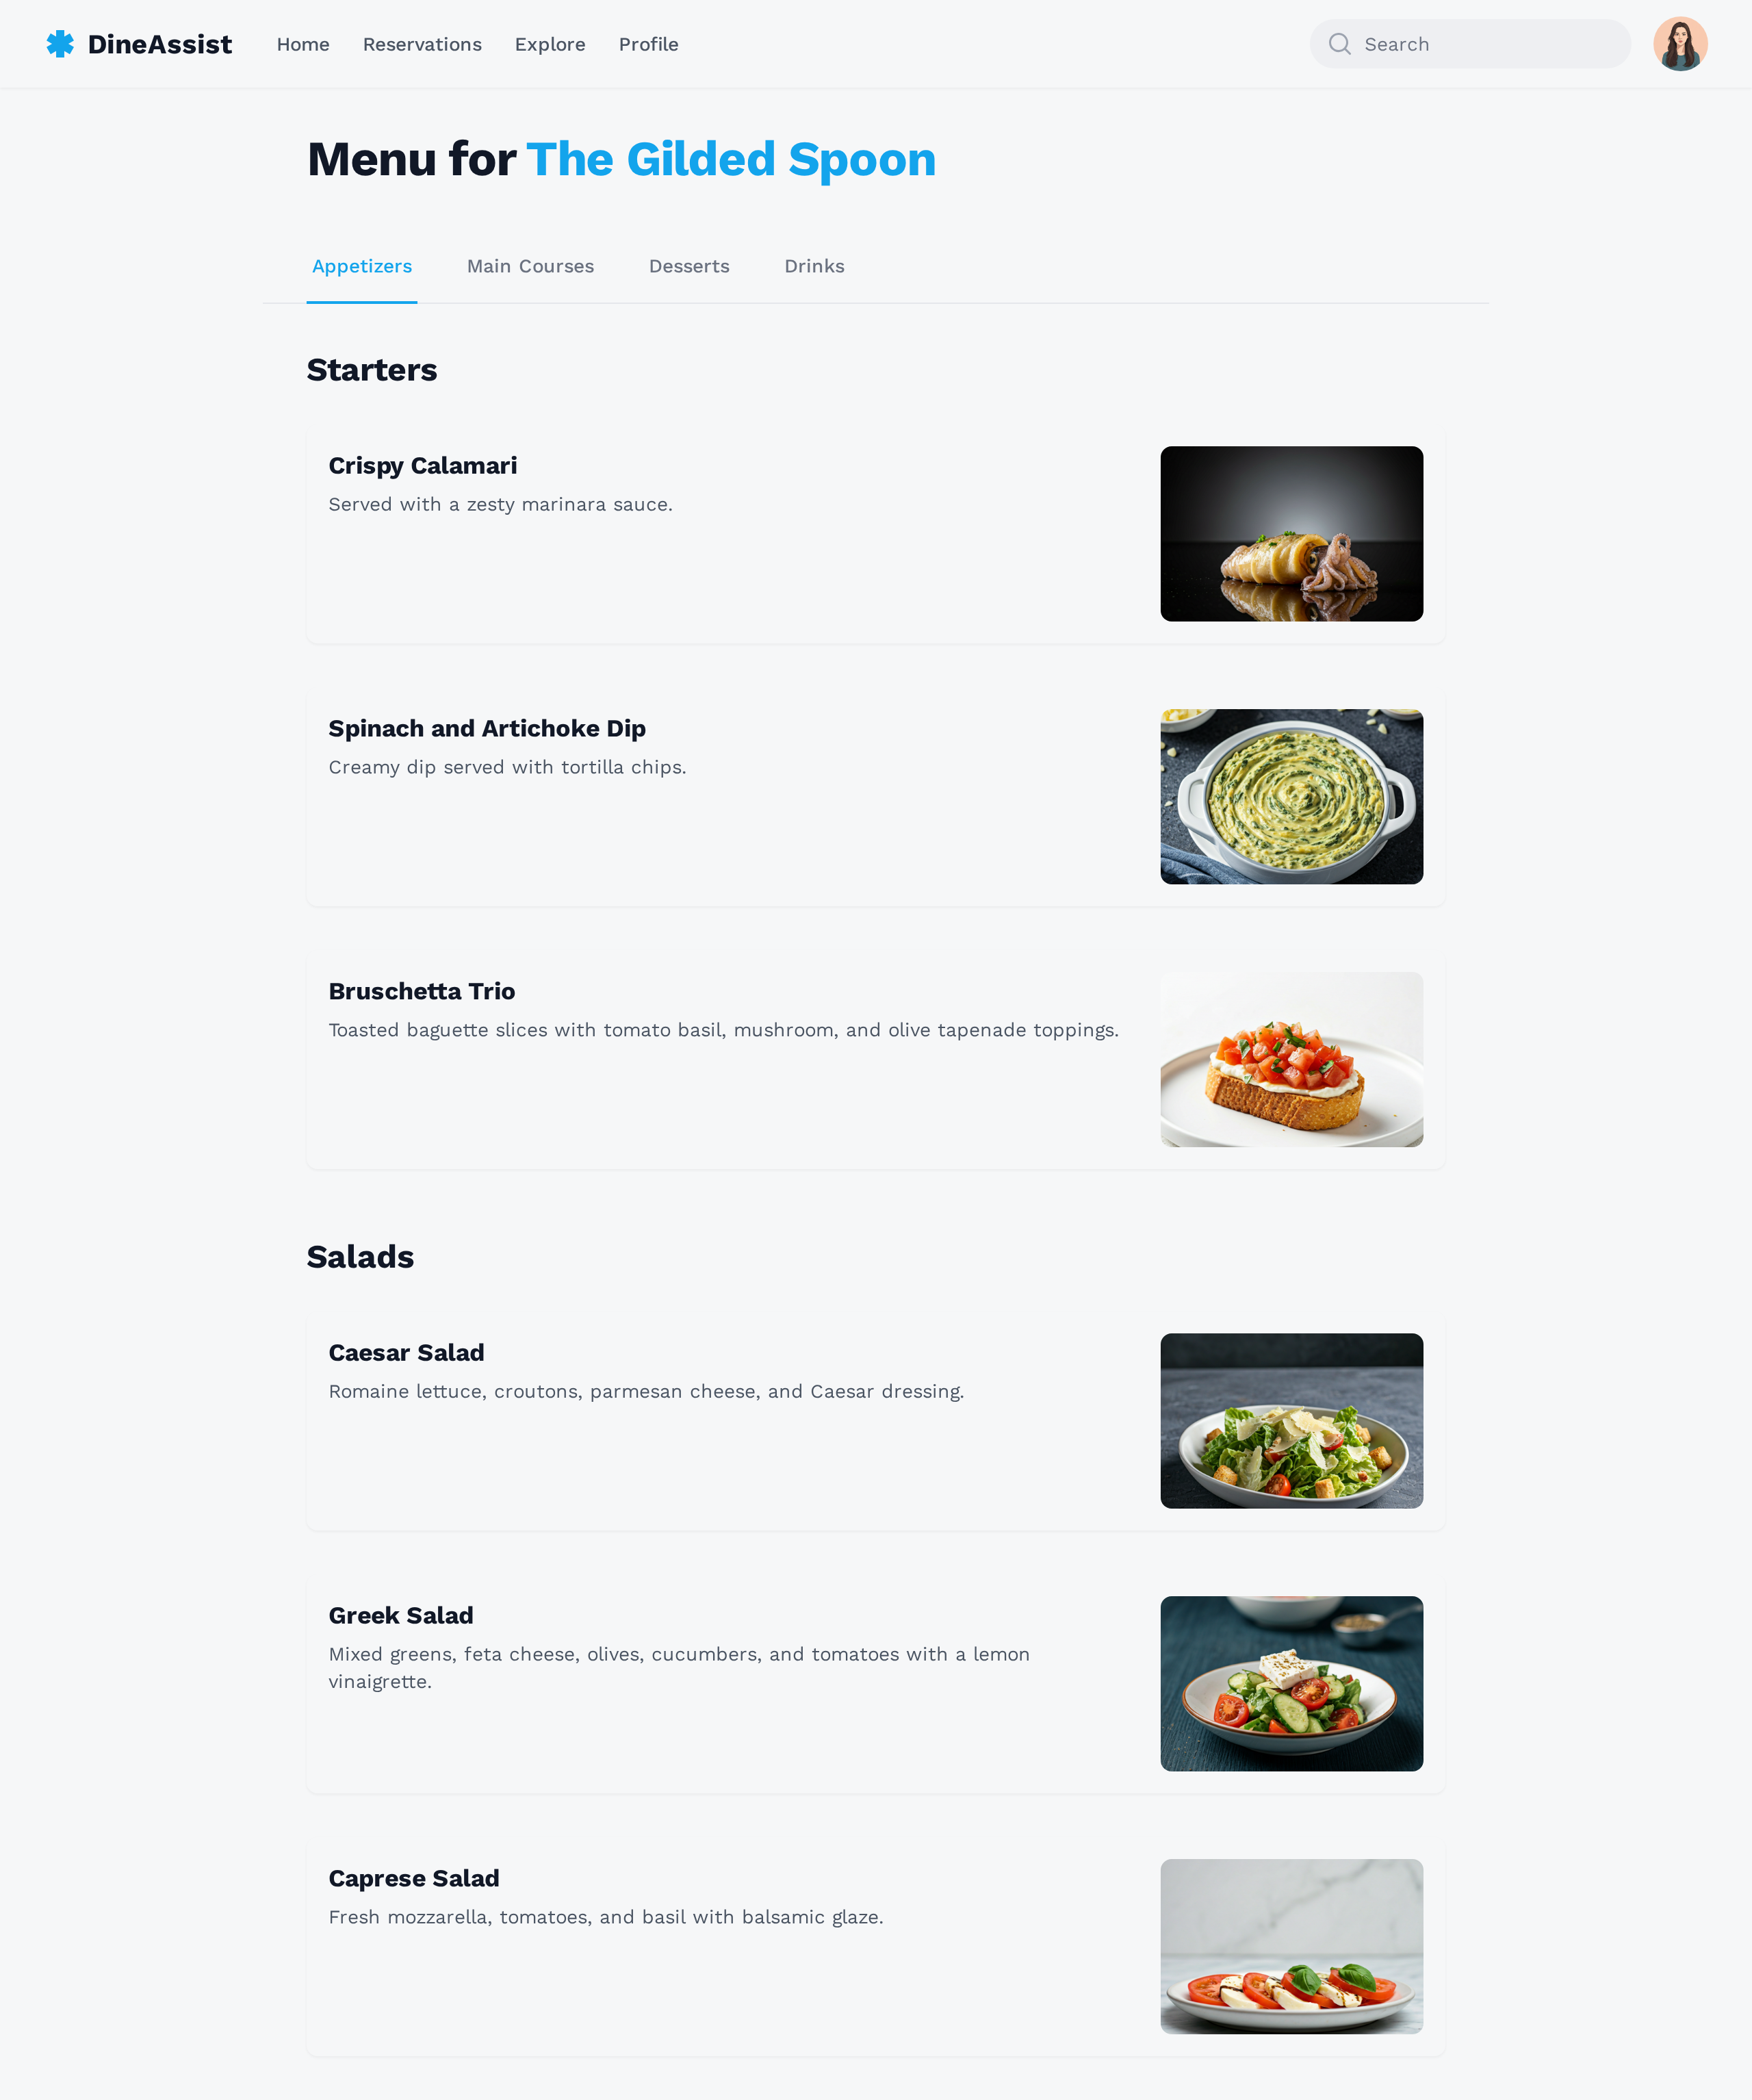 DineAssist
Home
Reservations
Explore
Profile
Search
Menu for The Gilded Spoon
Appetizers
Main Courses
Desserts
Drinks
Starters
Crispy Calamari
Served with a zesty marinara sauce.
Spinach and Artichoke Dip
Creamy dip served with tortilla chips.
Bruschetta Trio
Toasted baguette slices with tomato basil, mushroom, and olive tapenade toppings.
Salads
Caesar Salad
Romaine lettuce, croutons, parmesan cheese, and Caesar dressing.
Greek Salad
Mixed greens, feta cheese, olives, cucumbers, and tomatoes with a lemon
vinaigrette.
Caprese Salad
Fresh mozzarella, tomatoes, and basil with balsamic glaze.